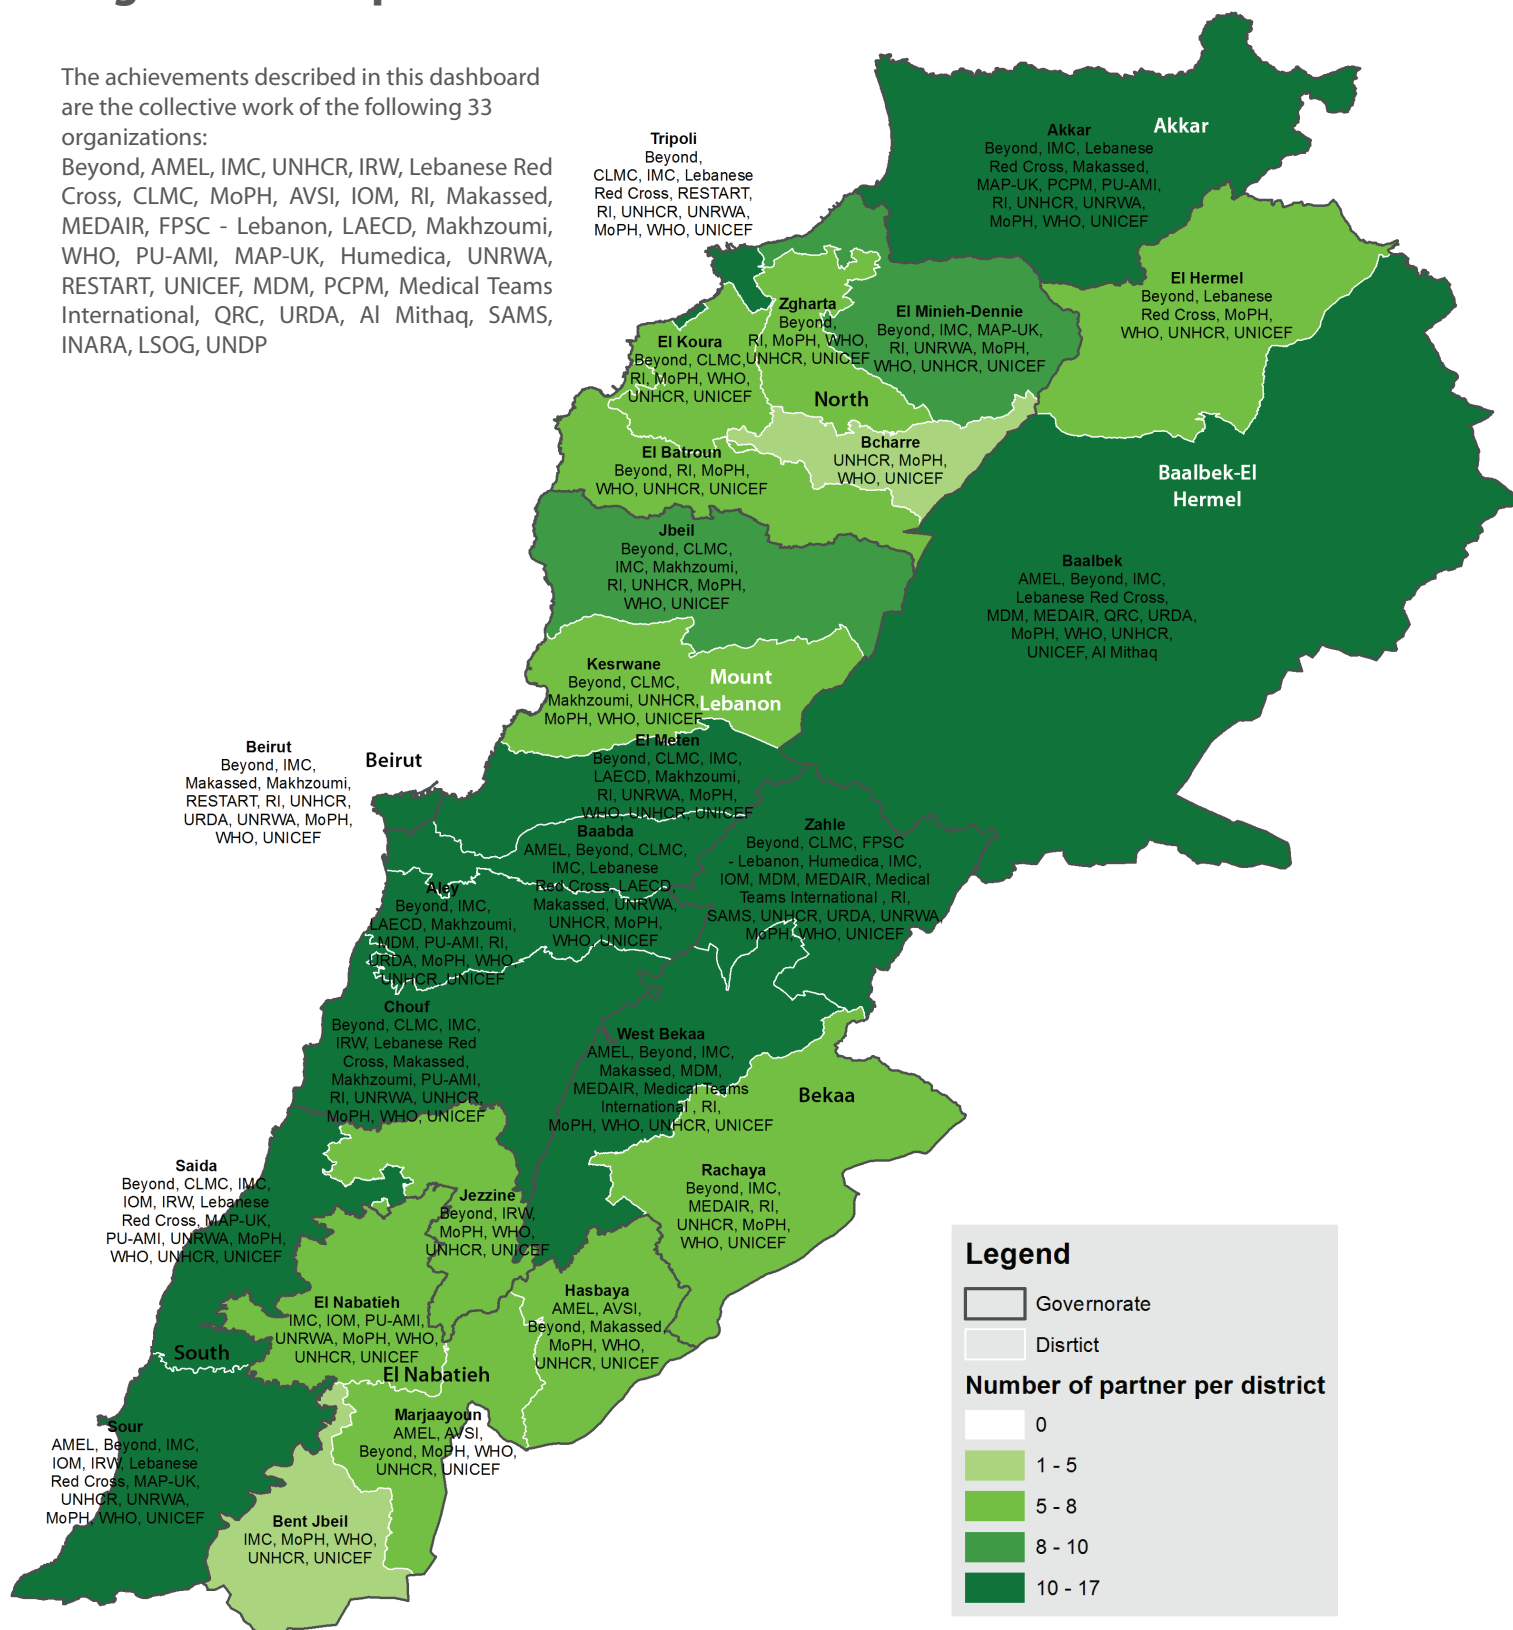 The achievements described in this dashboard
are the collective work of the following 33
organizations:
Beyond, AMEL, IMC, UNHCR, IRW, Lebanese Red
Cross, CLMC, MoPH, AVSI, IOM, RI, Makassed,
MEDAIR, FPSC - Lebanon, LAECD, Makhzoumi,
WHO, PU-AMI, MAP-UK, Humedica, UNRWA,
RESTART, UNICEF, MDM, PCPM, Medical Teams
International, QRC, URDA, Al Mithaq, SAMS,
INARA, LSOG, UNDP
Tripoli
Beyond,
CLMC, IMC, Lebanese
Red Cross, RESTART,
RI, UNHCR, UNRWA,
MoPH, WHO, UNICEF
Akkar
Akkar
Beyond, IMC, Lebanese
Red Cross, Makassed,
MAP-UK, PCPM, PU-AMI,
RI, UNHCR, UNRWA,
MoPH, WHO, UNICEF
El Hermel
Beyond, Lebanese
Red Cross, MoPH,
WHO, UNHCR, UNICEF
Zgharta
Beyond,
RI, MoPH, WHO,
UNHCR, UNICEF
El Minieh-Dennie
Beyond, IMC, MAP-UK,
RI, UNRWA, MoPH,
WHO, UNHCR, UNICEF
El Koura
Beyond, CLMC,
RI, MoPH, WHO,
UNHCR, UNICEF
North
Bcharre
UNHCR, MoPH,
WHO, UNICEF
El Batroun
Beyond, RI, MoPH,
WHO, UNHCR, UNICEF
Baalbek-El
Hermel
Jbeil
Beyond, CLMC,
IMC, Makhzoumi,
RI, UNHCR, MoPH,
WHO, UNICEF
Baalbek
AMEL, Beyond, IMC,
Lebanese Red Cross,
MDM, MEDAIR, QRC, URDA,
MoPH, WHO, UNHCR,
UNICEF, Al Mithaq
Kesrwane
Beyond, CLMC,
Makhzoumi, UNHCR,
MoPH, WHO, UNICEF
Mount
Lebanon
El Meten
Beyond, CLMC, IMC,
LAECD, Makhzoumi,
RI, UNRWA, MoPH,
WHO, UNHCR, UNICEF
Beirut
Beirut
Beyond, IMC,
Makassed, Makhzoumi,
RESTART, RI, UNHCR,
URDA, UNRWA, MoPH,
WHO, UNICEF
Baabda
AMEL, Beyond, CLMC,
IMC, Lebanese
Red Cross, LAECD,
Makassed, UNRWA,
UNHCR, MoPH,
WHO, UNICEF
Zahle
Beyond, CLMC, FPSC
- Lebanon, Humedica, IMC,
IOM, MDM, MEDAIR, Medical
Teams International , RI,
SAMS, UNHCR, URDA, UNRWA,
MoPH, WHO, UNICEF
Aley
Beyond, IMC,
LAECD, Makhzoumi,
MDM, PU-AMI, RI,
URDA, MoPH, WHO,
UNHCR, UNICEF
Chouf
Beyond, CLMC, IMC,
IRW, Lebanese Red
Cross, Makassed,
Makhzoumi, PU-AMI,
RI, UNRWA, UNHCR,
MoPH, WHO, UNICEF
West Bekaa
AMEL, Beyond, IMC,
Makassed, MDM,
MEDAIR, Medical Teams
International , RI,
MoPH, WHO, UNHCR, UNICEF
Bekaa
Saida
Beyond, CLMC, IMC,
IOM, IRW, Lebanese
Red Cross, MAP-UK,
PU-AMI, UNRWA, MoPH,
WHO, UNHCR, UNICEF
Rachaya
Beyond, IMC,
MEDAIR, RI,
UNHCR, MoPH,
WHO, UNICEF
Jezzine
Beyond, IRW,
MoPH, WHO,
UNHCR, UNICEF
El Nabatieh
IMC, IOM, PU-AMI,
UNRWA, MoPH, WHO,
UNHCR, UNICEF
Hasbaya
AMEL, AVSI,
Beyond, Makassed,
MoPH, WHO,
UNHCR, UNICEF
South
El Nabatieh
Marjaayoun
AMEL, AVSI,
Beyond, MoPH, WHO,
UNHCR, UNICEF
Sour
AMEL, Beyond, IMC,
IOM, IRW, Lebanese
Red Cross, MAP-UK,
UNHCR, UNRWA,
MoPH, WHO, UNICEF
Bent Jbeil
IMC, MoPH, WHO,
UNHCR, UNICEF
Legend
Governorate
Disrtict
Number of partner per district
0
1 - 5
5 - 8
8 - 10
10 - 17